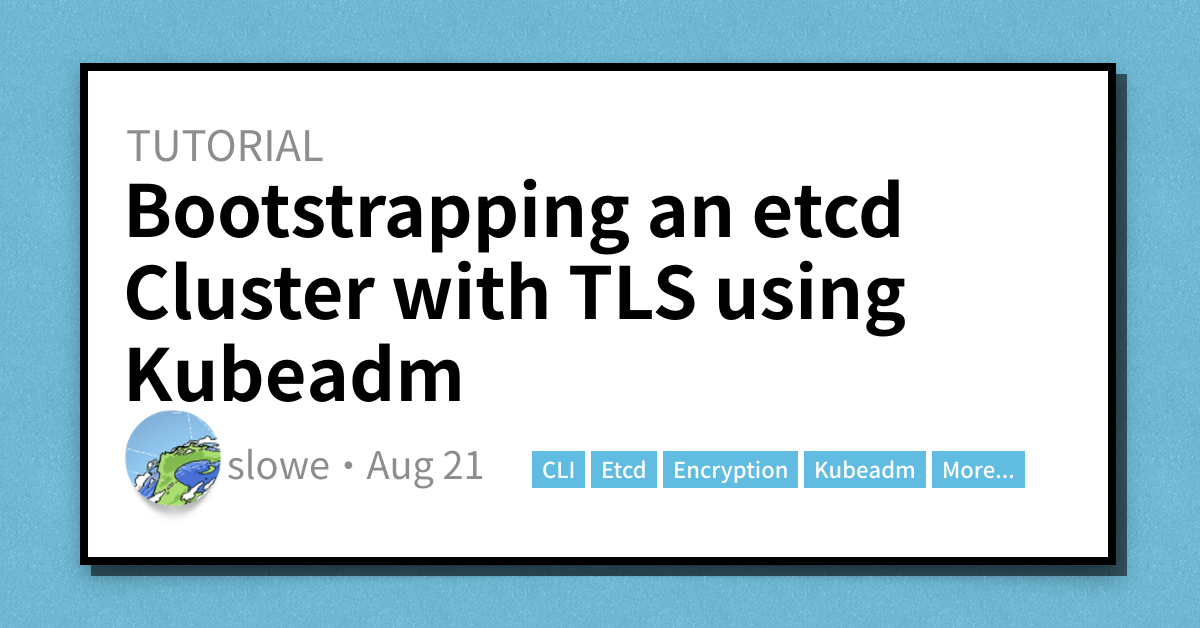 TUTORIAL
Bootstrapping an etcd
Cluster with TLS using
Kubeadm
slowe • Aug 21
CLI Etcd Encryption Kubeadm More...